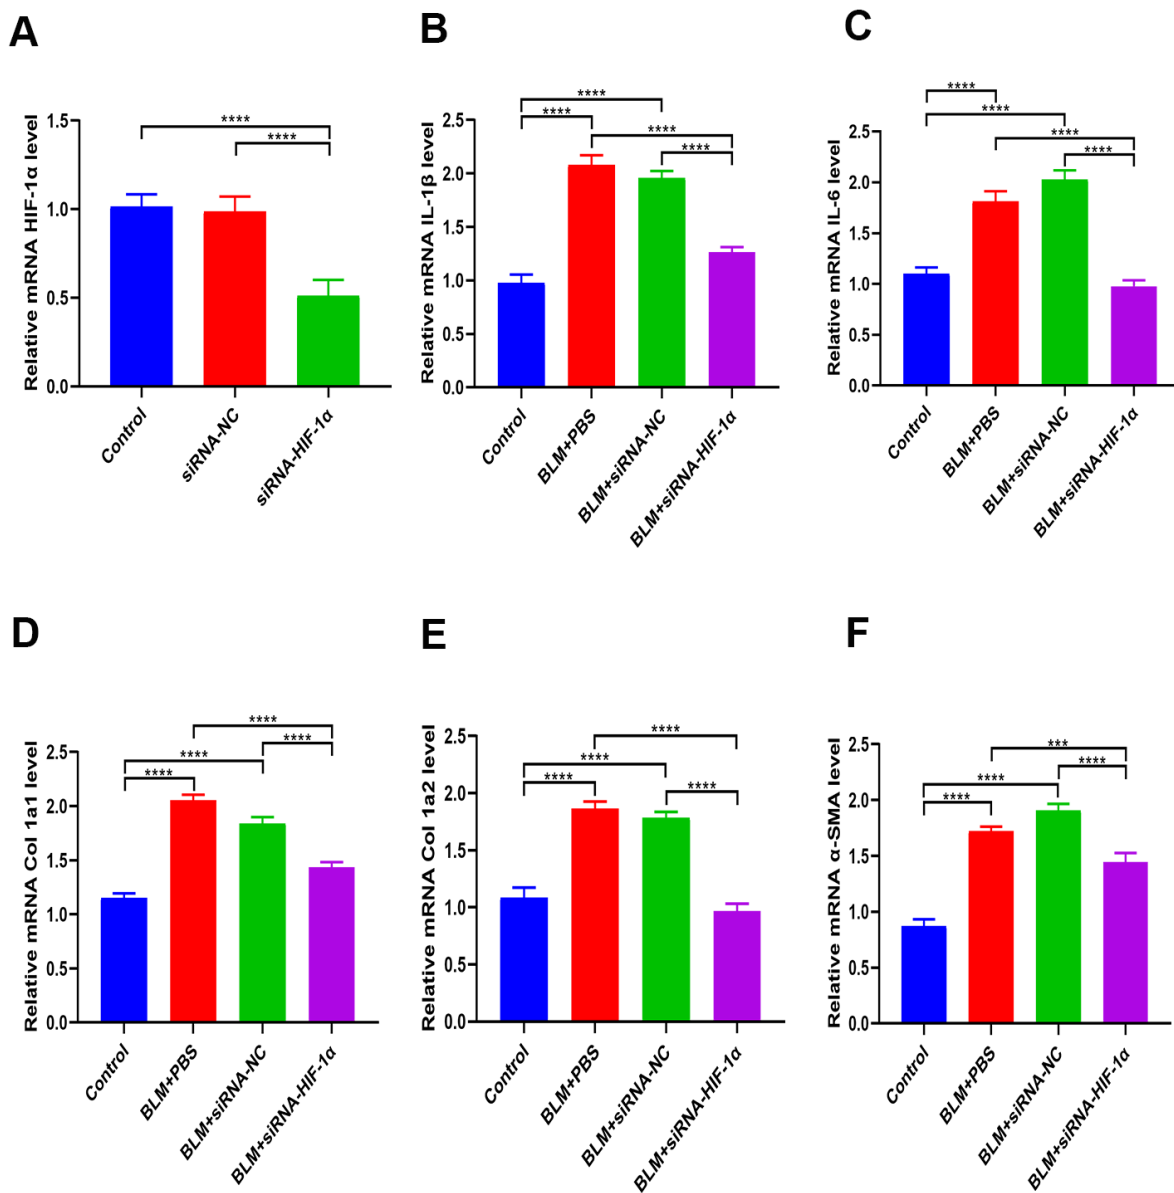 A
Relative mRNA HIF-1α level
1.5
1.0
0.5
0.0
****
****
Control
siRNA-NC
siRNA-HIF-1α
B
Relative mRNA IL-1β level
2.5
2.0
1.5
1.0
0.5
0.0
****
****
****
****
Control
BLM+PBS
BLM+siRNA-NC
BLM+siRNA-HIF-1α
C
Relative mRNA IL-6 level
2.5
2.0
1.5
1.0
0.5
0.0
****
****
****
****
Control
BLM+PBS
BLM+siRNA-NC
BLM+siRNA-HIF-1α
D
Relative mRNA Col 1a1 level
2.5
2.0
1.5
1.0
0.5
0.0
****
****
****
****
Control
BLM+PBS
BLM+siRNA-NC
BLM+siRNA-HIF-1α
E
Relative mRNA Col 1a2 level
2.5
2.0
1.5
1.0
0.5
0.0
****
****
****
****
Control
BLM+PBS
BLM+siRNA-NC
BLM+siRNA-HIF-1α
F
Relative mRNA α-SMA level
2.5
2.0
1.5
1.0
0.5
0.0
***
****
****
****
Control
BLM+PBS
BLM+siRNA-NC
BLM+siRNA-HIF-1α